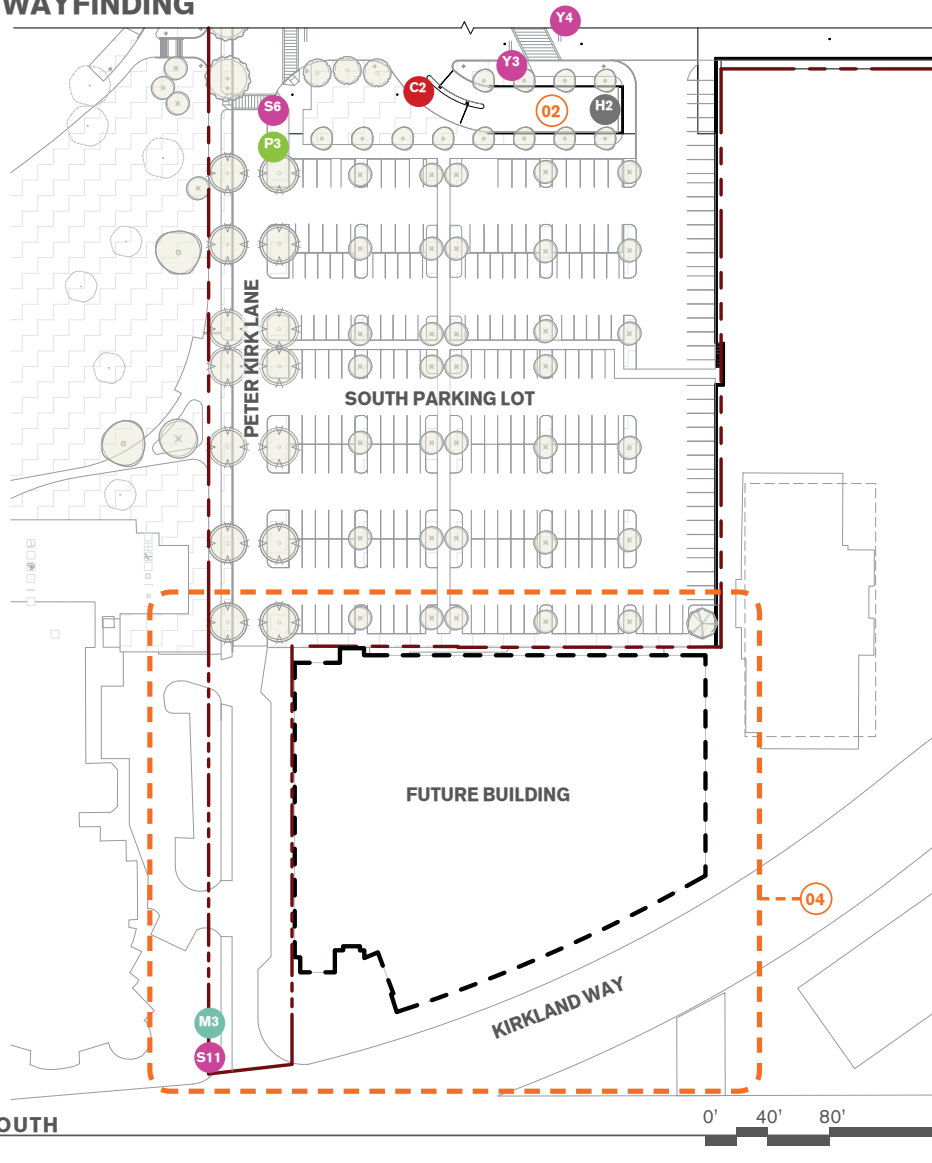 WAYFINDING
Y4
Y3
C2
S6
02
H2
P3
PETER KIRK LANE
SOUTH PARKING LOT
FUTURE BUILDING
04
KIRKLAND WAY
M3
S11
OUTH
0' 40' 80'